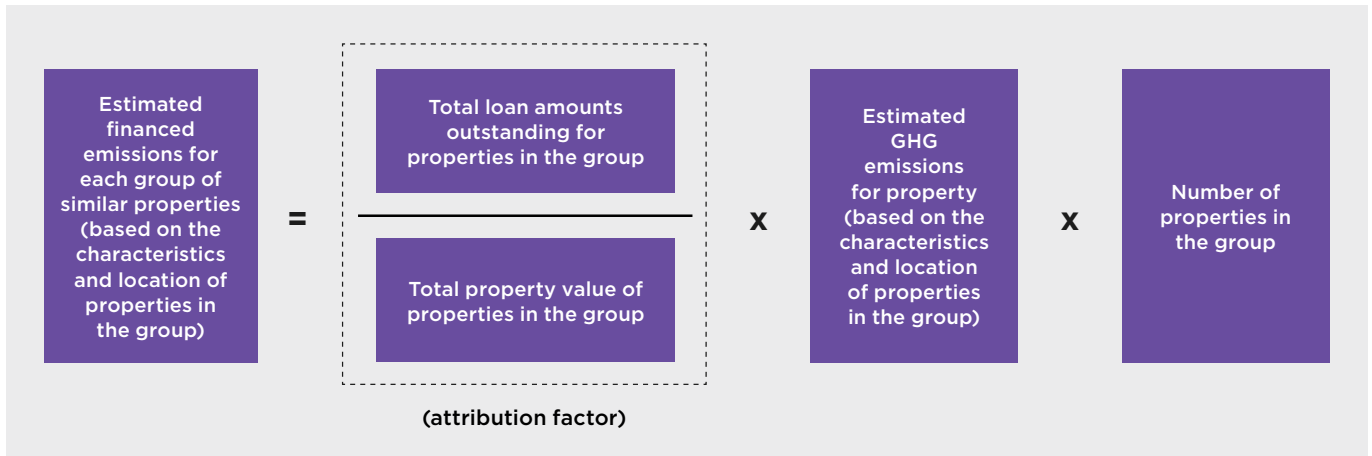 Estimated
financed
emissions for
each group of
similar properties
(based on the
characteristics
and location of
properties in
the group)
=
Total loan amounts
outstanding for
properties in the group
Total property value of
properties in the group
(attribution factor)
x
Estimated
GHG
emissions
for property
(based on the
characteristics
and location
of properties
in the group)
x
Number of
properties in
the group